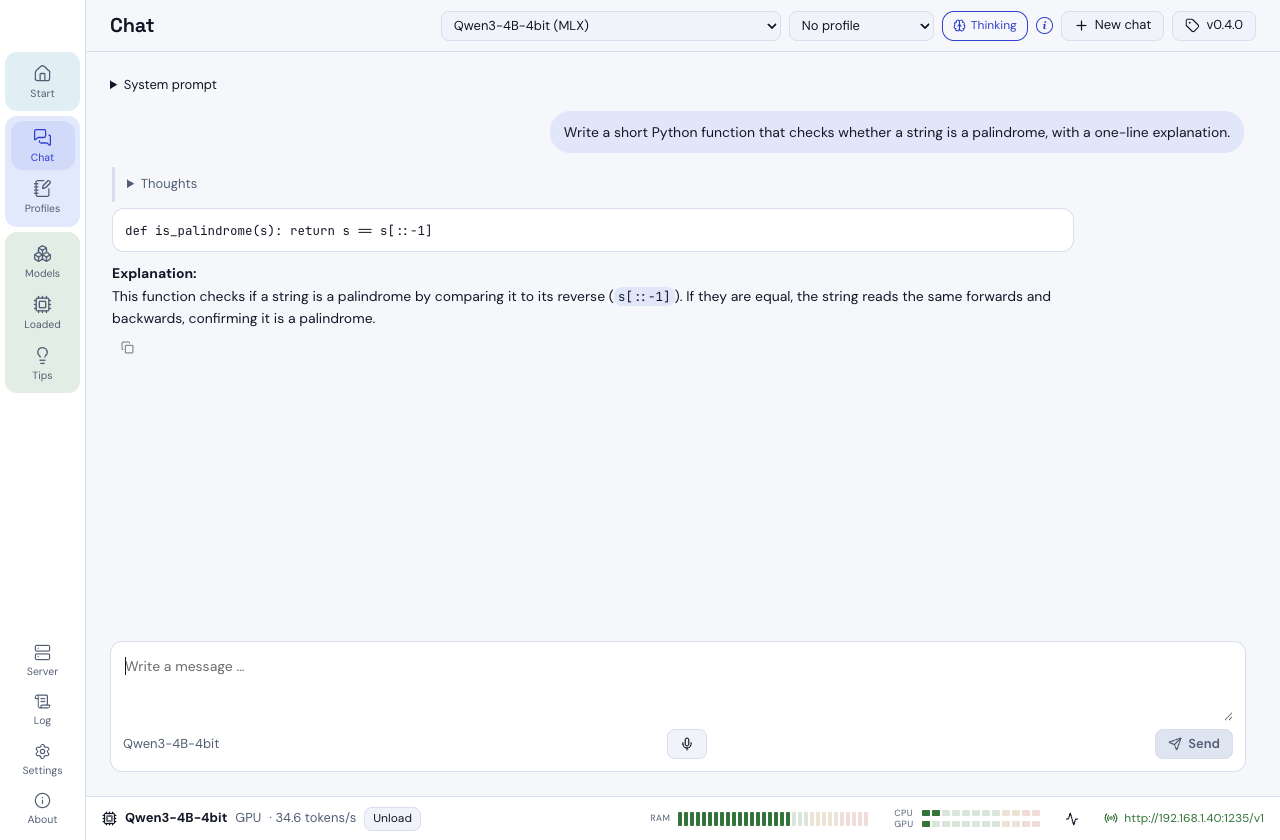 Chat
Qwen3-4B-4bit (MLX)
No profile
Thinking
i
New chat
v0.4.0
Start
Chat
Profiles
Models
Loaded
Tips
Server
Log
Settings
About
System prompt
Write a short Python function that checks whether a string is a palindrome, with a one-line explanation.
Thoughts
def is_palindrome(s): return s == s[::-1]
Explanation:
This function checks if a string is a palindrome by comparing it to its reverse ( s[::-1] ). If they are equal, the string reads the same forwards and
backwards, confirming it is a palindrome.
Write a message …
Qwen3-4B-4bit
Send
Qwen3-4B-4bit GPU · 34.6 tokens/s Unload
RAM
CPU
GPU
http://192.168.1.40:1235/v1